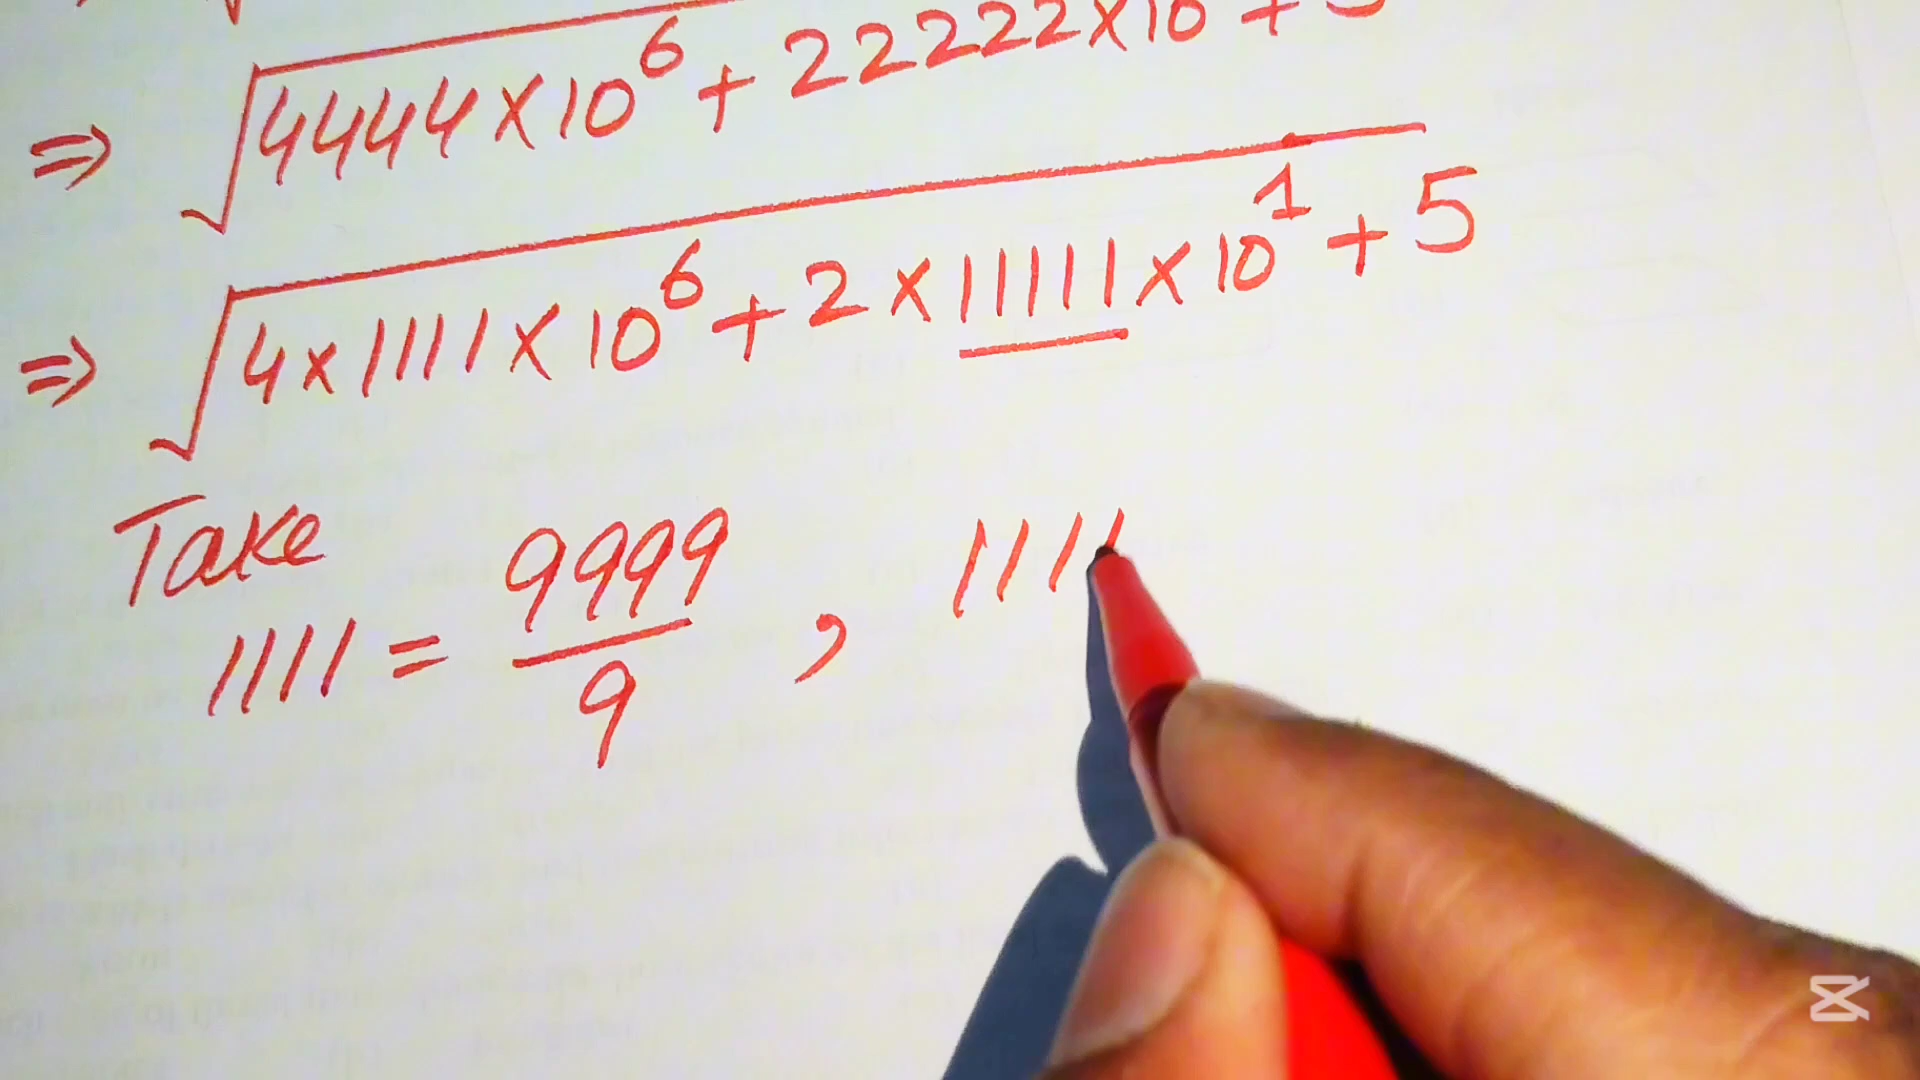 ⇒ √4444×10⁶ + 22222×10 +
⇒ √4×1111×10⁶ + 2×11111×10¹ + 5
Take
1111 = 9999/9 , 1111